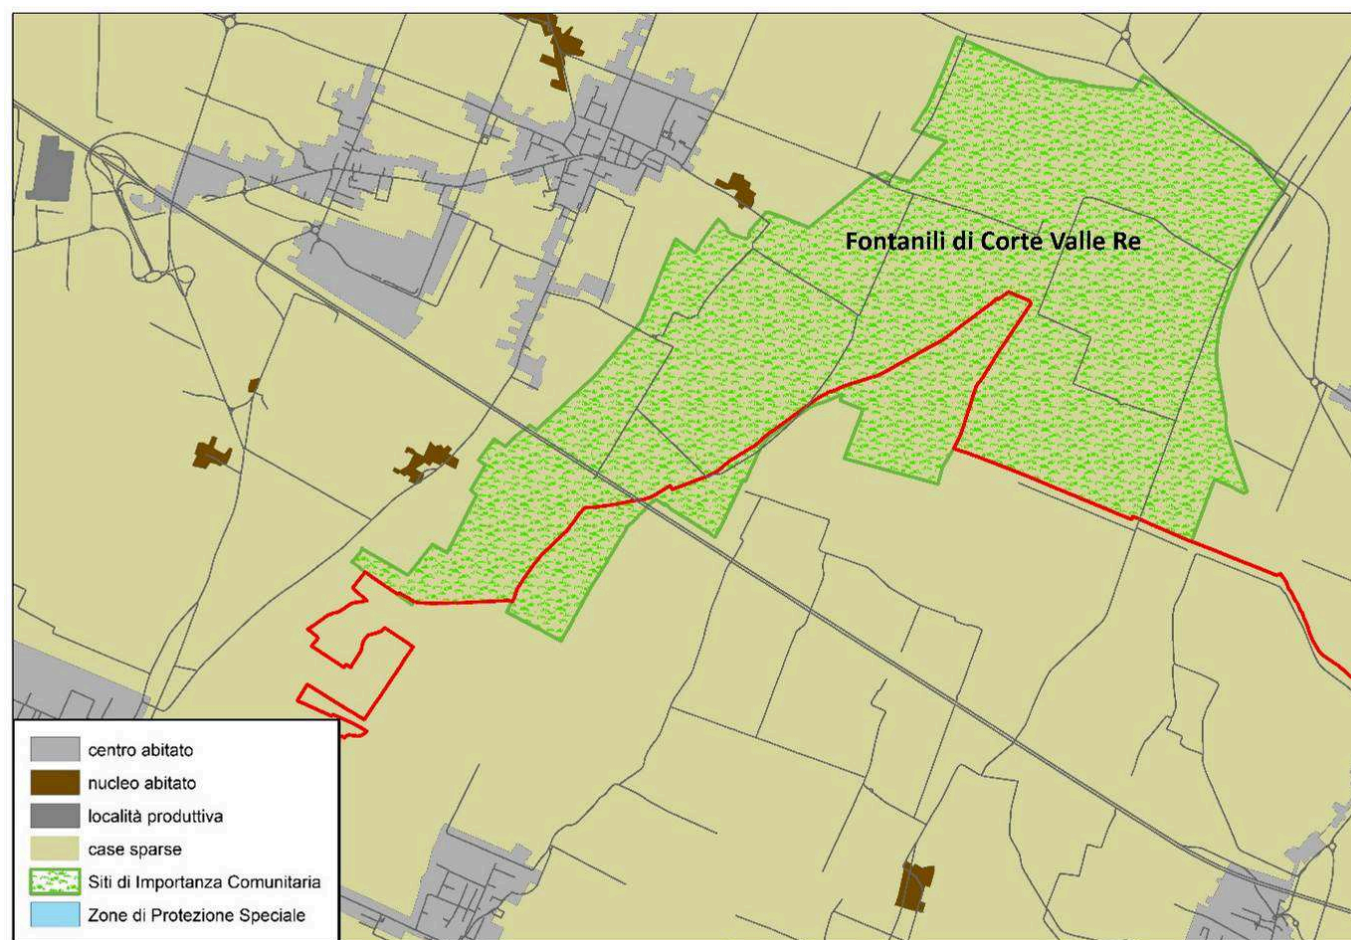 Fontanili di Corte Valle Re
centro abitato
nucleo abitato
località produttiva
case sparse
Siti di Importanza Comunitaria
Zone di Protezione Speciale